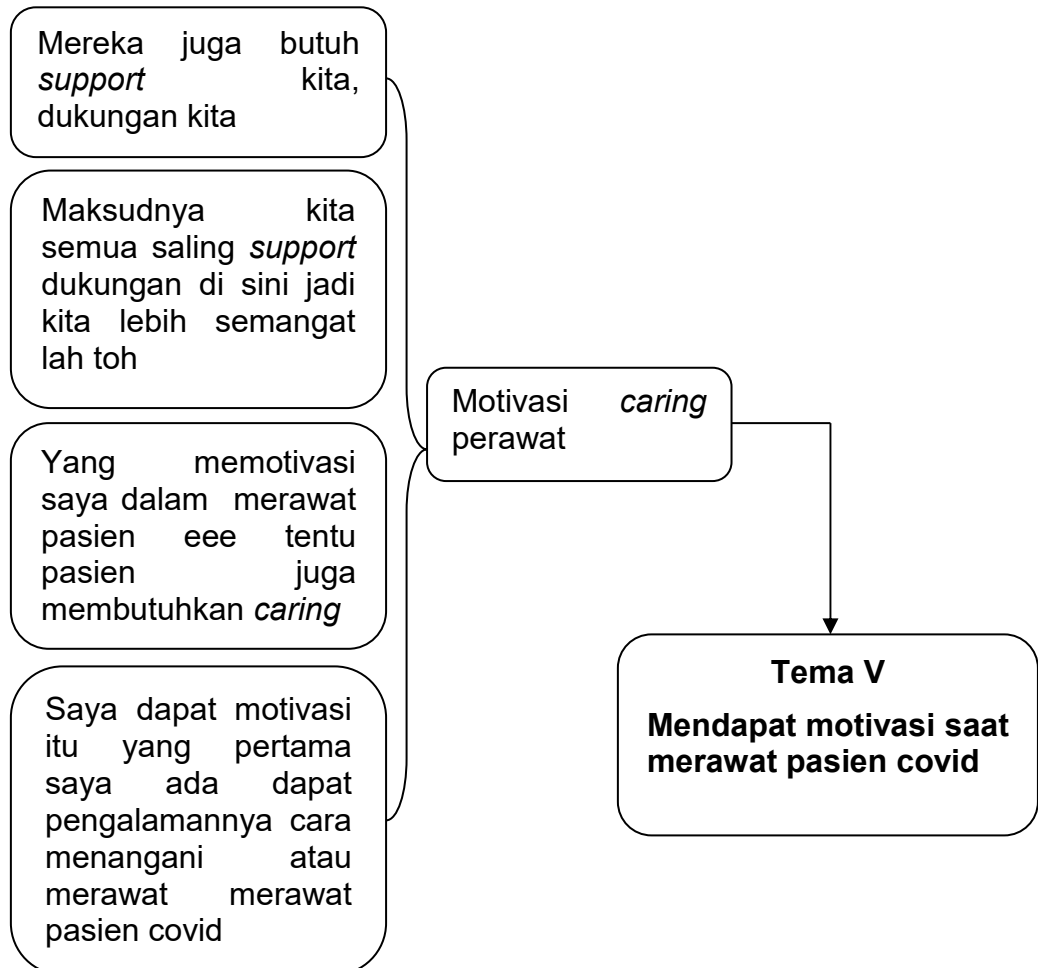 Mereka juga butuh
support kita,
dukungan kita
Maksudnya kita
semua saling support
dukungan di sini jadi
kita lebih semangat
lah toh
Yang memotivasi
saya dalam merawat
pasien eee tentu
pasien juga
membutuhkan caring
Saya dapat motivasi
itu yang pertama
saya ada dapat
pengalamannya cara
menangani atau
merawat merawat
pasien covid
Motivasi caring
perawat
Tema V
Mendapat motivasi saat
merawat pasien covid